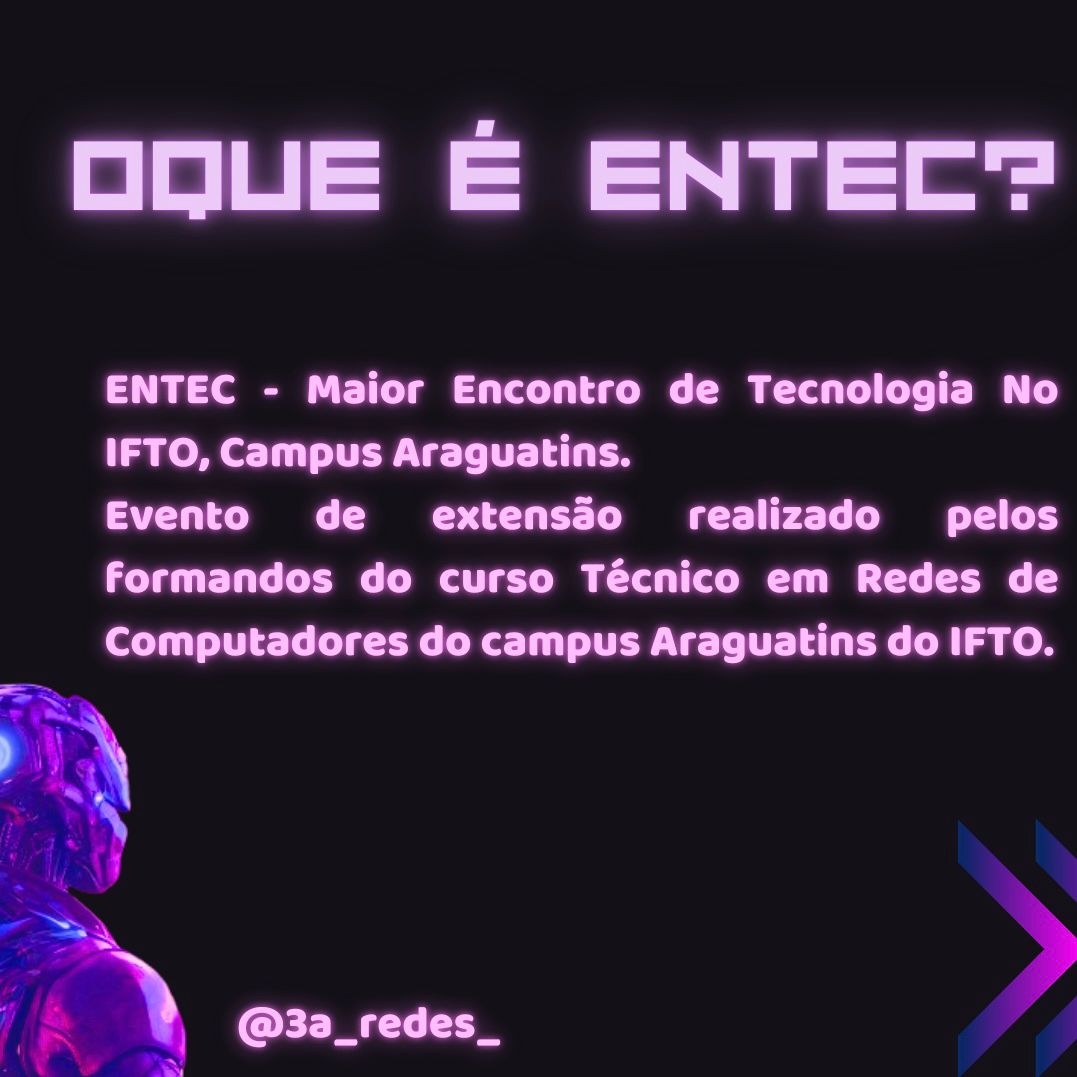 OQUE É ENTEC?
ENTEC - Maior Encontro de Tecnologia No
IFTO, Campus Araguatins.
Evento de extensão realizado pelos
formandos do curso Técnico em Redes de
Computadores do campus Araguatins do IFTO.
@3a_redes_